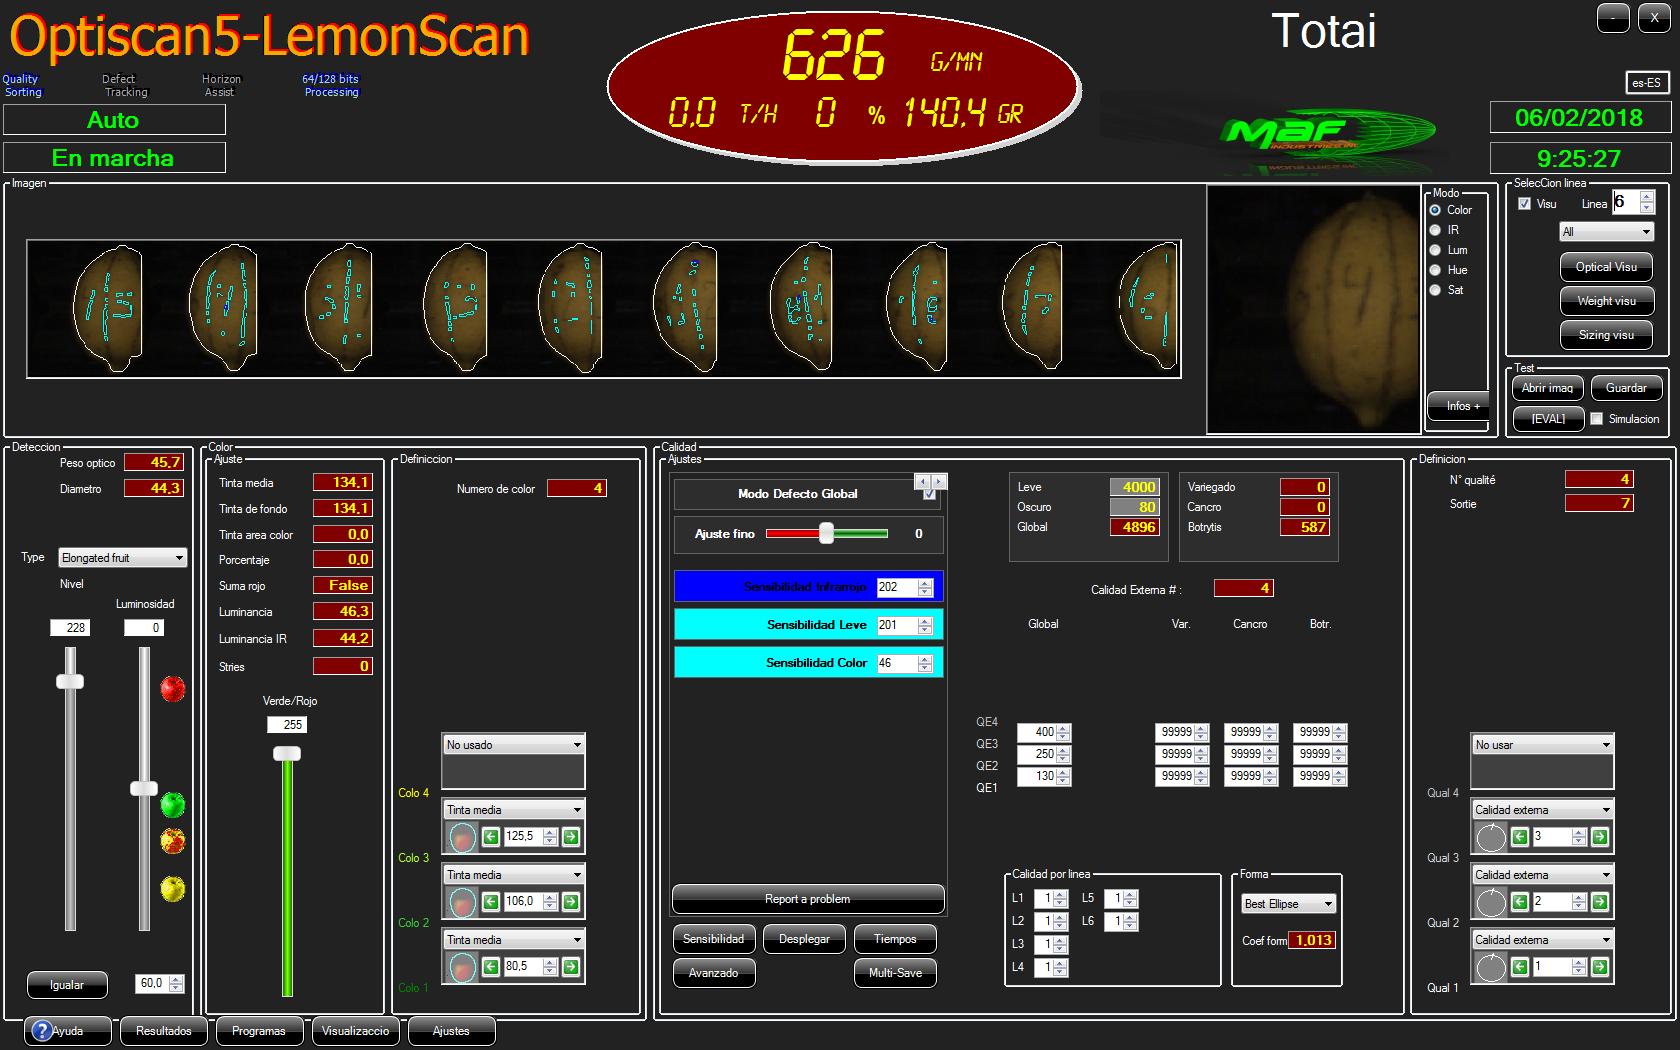 Optiscan5-LemonScan
Quality Sorting
Defect Tracking
Horizon Assist
64/128 bits Processing
Auto
En marcha
626 G/MN
0,0 T/H 0 % 140,4 GR
Totai
- X
es-ES
MAF
INDUSTRIES INC
06/02/2018
9:25:27
Imagen
Modo
Color
IR
Lum
Hue
Sat
Infos +
SelecCion linea
Visu Linea 6
All
Optical Visu
Weight visu
Sizing visu
Test
Abrir imag Guardar
[EVAL] Simulacion
Deteccion
Peso optico 45,7
Diametro 44,3
Type Elongated fruit
Nivel
Luminosidad
228 0
Igualar 60,0
Color
Ajuste
Tinta media 134,1
Tinta de fondo 134,1
Tinta area color 0,0
Porcentaje 0,0
Suma rojo False
Luminancia 46,3
Luminancia IR 44,2
Stries 0
Verde/Rojo
255
Definiccion
Numero de color 4
No usado
Colo 4
Tinta media
125,5
Colo 3
Tinta media
106,0
Colo 2
Tinta media
80,5
Colo 1
Calidad
Ajustes
Modo Defecto Global
Ajuste fino 0
Sensibilidad Infrarrojo 202
Sensibilidad Leve 201
Sensibilidad Color 46
Report a problem
Sensibilidad Desplegar Tiempos
Avanzado Multi-Save
Leve 4000
Oscuro 80
Global 4896
Variegado 0
Cancro 0
Botrytis 587
Calidad Externa # : 4
Global Var. Cancro Botr.
QE4
400 99999 99999 99999
QE3
250 99999 99999 99999
QE2
130 99999 99999 99999
QE1
Calidad por linea
L1 1 L5 1
L2 1 L6 1
L3 1
L4 1
Forma
Best Ellipse
Coef form 1,013
Definicion
N° qualité 4
Sortie 7
No usar
Qual 4
Calidad externa
3
Qual 3
Calidad externa
2
Qual 2
Calidad externa
1
Qual 1
? Ayuda Resultados Programas Visualizaccio Ajustes